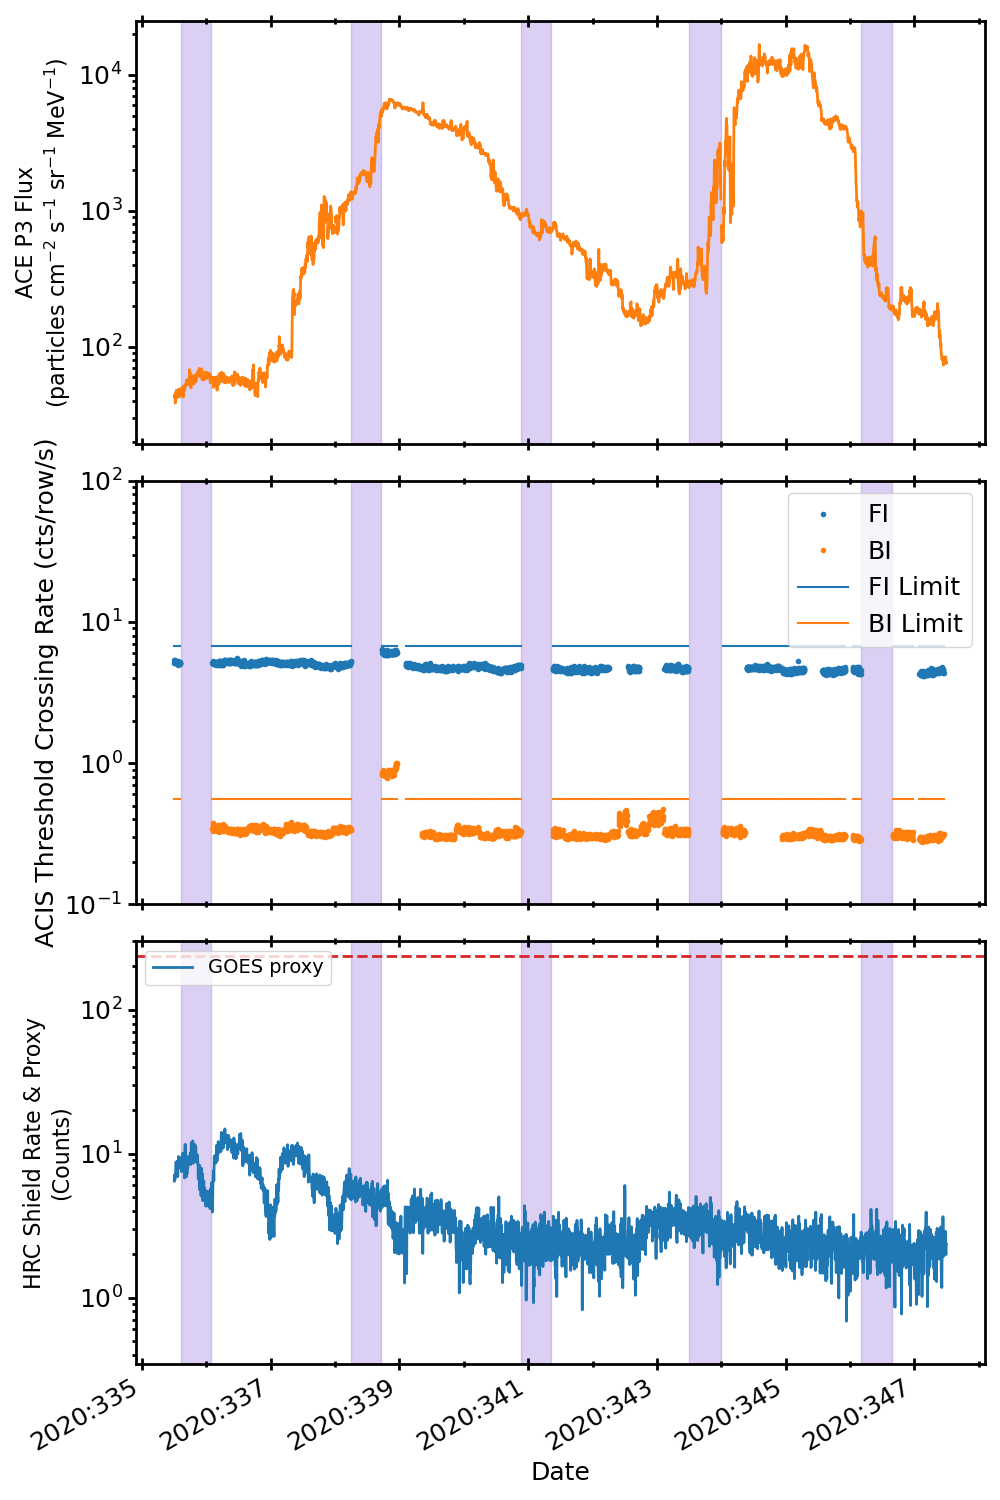 ACE P3 Flux
(particles cm⁻² s⁻¹ sr⁻¹ MeV⁻¹)
10⁴
10³
10²
ACIS Threshold Crossing Rate (cts/row/s)
10²
10¹
10⁰
10⁻¹
FI
BI
FI Limit
BI Limit
HRC Shield Rate & Proxy
(Counts)
10²
10¹
10⁰
GOES proxy
2020:335
2020:337
2020:339
2020:341
2020:343
2020:345
2020:347
Date